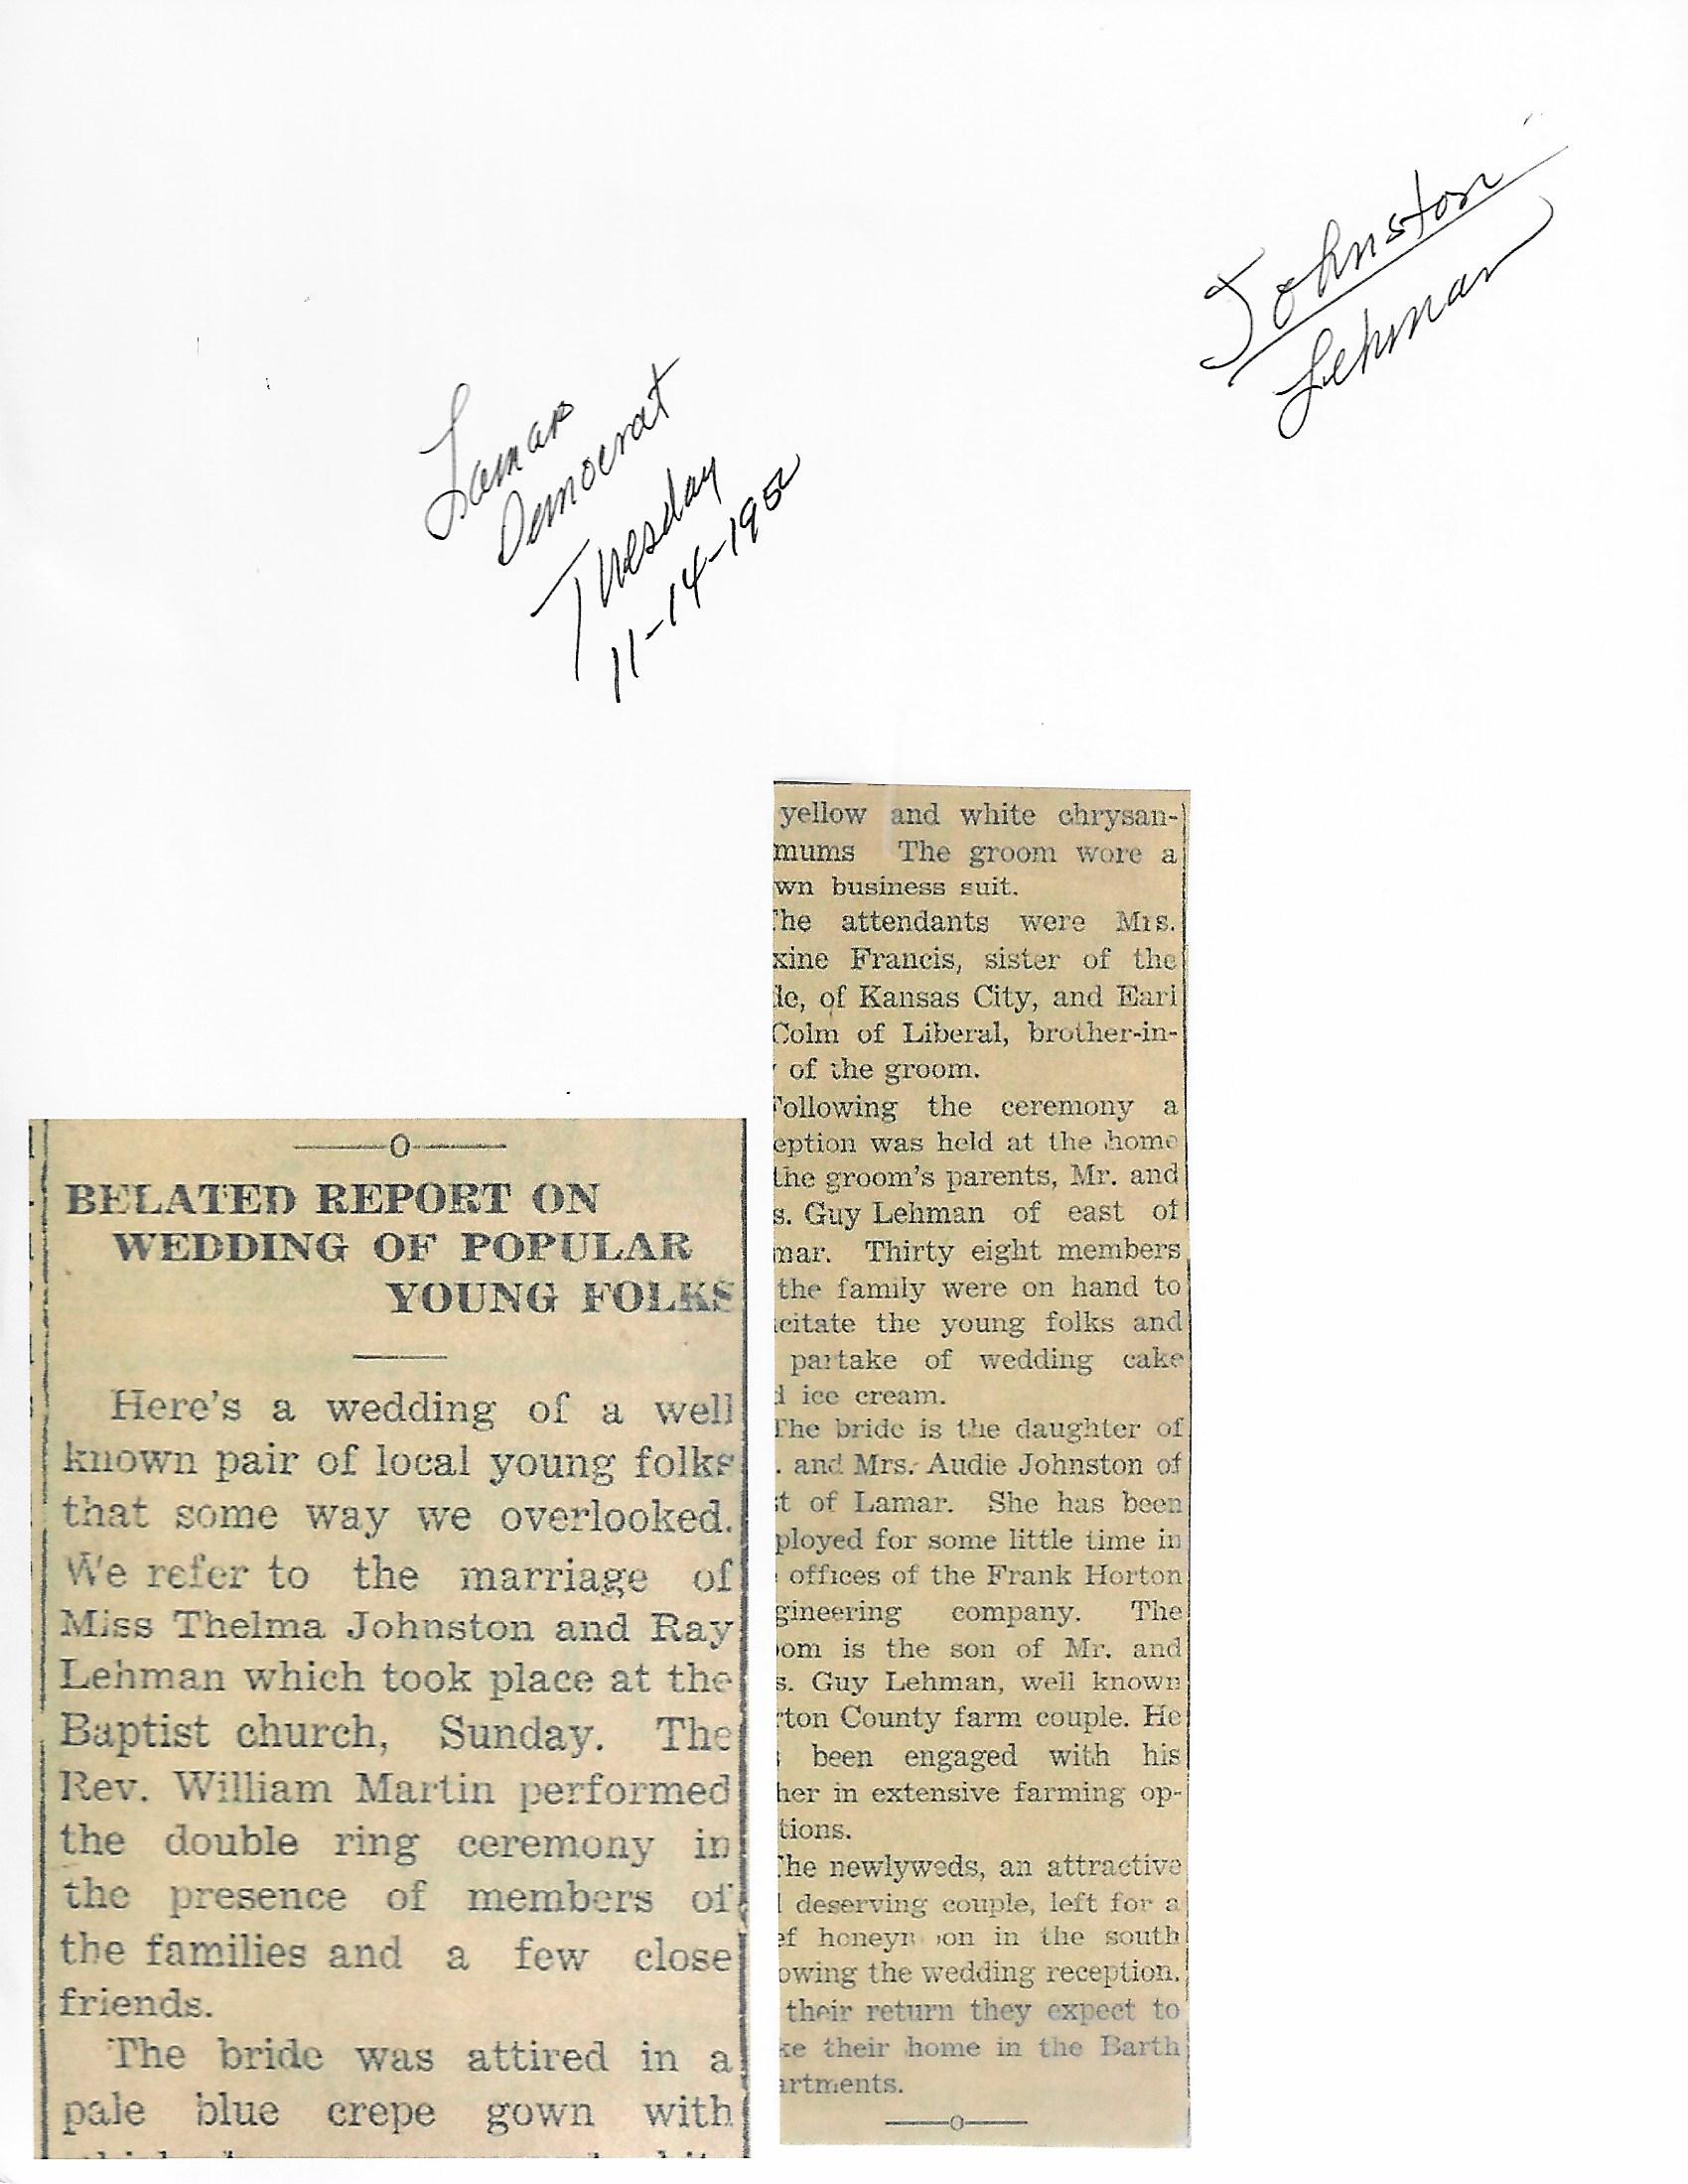 Johnston
Lehman
Lamar
Democrat
Tuesday
11-14-195
O
BELATED REPORT ON
WEDDING OF POPULAR
YOUNG FOLKS
Here's a wedding of a well
known pair of local young folks
that some way we overlooked.
We refer to the marriage of
Miss Thelma Johnston and Ray
Lehman which took place at the
Baptist church, Sunday. The
Rev. William Martin performed
the double ring ceremony in
the presence of members of
the families and a few close
friends.
The bride was attired in a
pale blue crepe gown with
yellow and white chrysan-
mums The groom wore a
wn business suit.
The attendants were Mrs.
xine Francis, sister of the
de, of Kansas City, and Earl
Colm of Liberal, brother-in-
of the groom.
Following the ceremony a
eption was held at the home
the groom's parents, Mr. and
s. Guy Lehman of east of
mar. Thirty eight members
the family were on hand to
icitate the young folks and
partake of wedding cake
d ice cream.
The bride is the daughter of
. and Mrs. Audie Johnston of
st of Lamar. She has been
ployed for some little time in
offices of the Frank Horton
gineering company. The
oom is the son of Mr. and
s. Guy Lehman, well known
rton County farm couple. He
been engaged with his
her in extensive farming op-
tions.
The newlyweds, an attractive
deserving couple, left for a
ef honeymoon in the south
owing the wedding reception.
their return they expect to
ke their home in the Barth
artments.
o